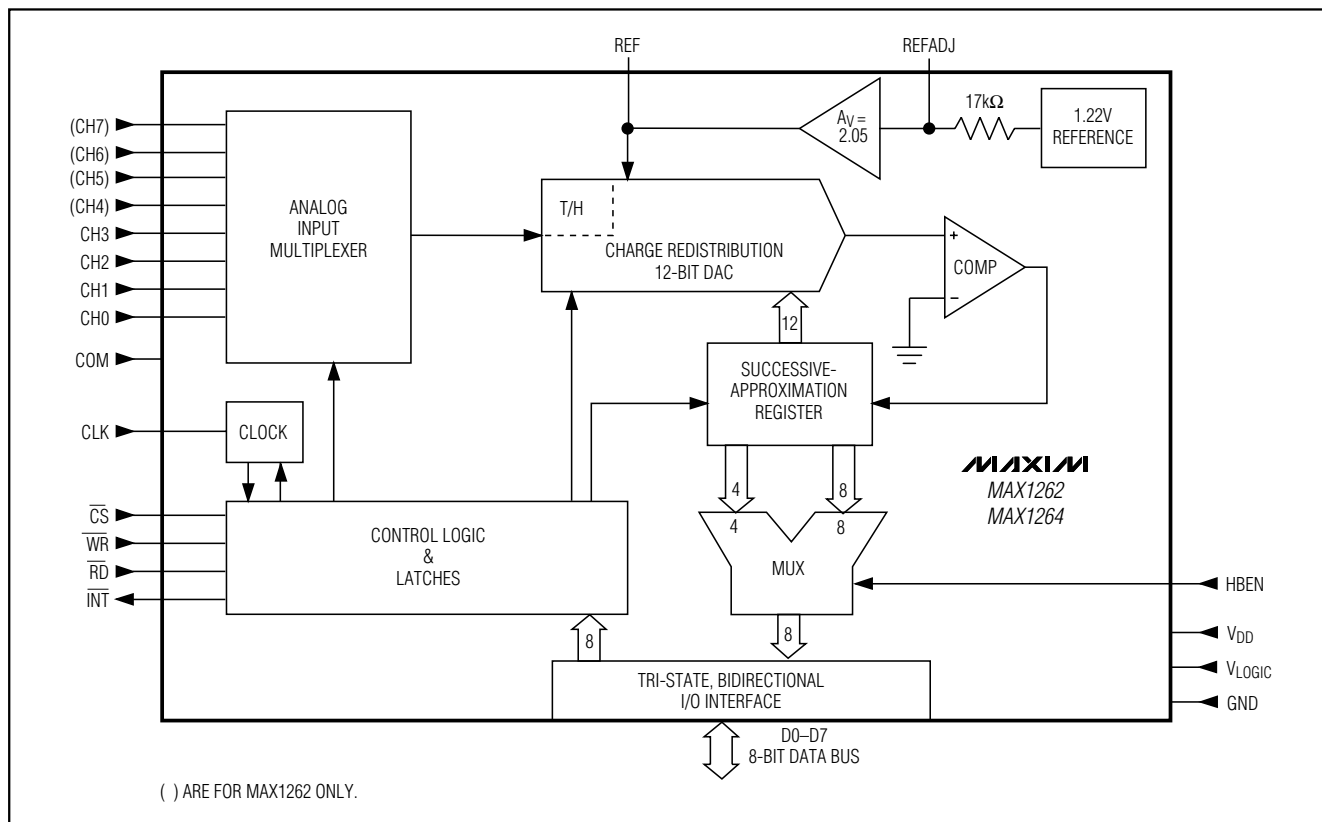 REF
REFADJ
(CH7)
(CH6)
(CH5)
(CH4)
CH3
CH2
CH1
CH0
COM
CLK
CS
WR
RD
INT
ANALOG
INPUT
MULTIPLEXER
CLOCK
CONTROL LOGIC
&
LATCHES
T/H
CHARGE REDISTRIBUTION
12-BIT DAC
AV =
2.05
17kΩ
1.22V
REFERENCE
+
COMP
−
12
SUCCESSIVE-
APPROXIMATION
REGISTER
4
8
4
8
MUX
8
8
TRI-STATE, BIDIRECTIONAL
I/O INTERFACE
MAXIM
MAX1262
MAX1264
HBEN
VDD
VLOGIC
GND
D0–D7
8-BIT DATA BUS
( ) ARE FOR MAX1262 ONLY.